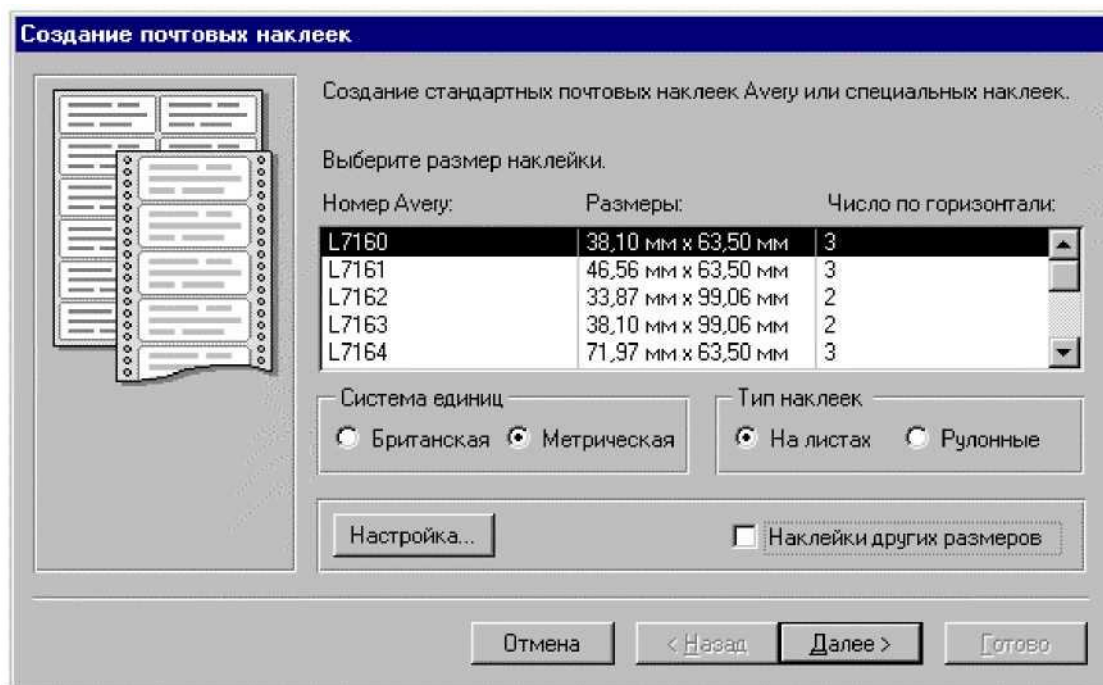 Создание почтовых наклеек
Создание стандартных почтовых наклеек Avery или специальных наклеек.
Выберите размер наклейки.
Номер Avery: Размеры: Число по горизонтали:
L7160 38,10 мм x 63,50 мм 3
L7161 46,56 мм x 63,50 мм 3
L7162 33,87 мм x 99,06 мм 2
L7163 38,10 мм x 99,06 мм 2
L7164 71,97 мм x 63,50 мм 3
Система единиц Тип наклеек
Британская Метрическая На листах Рулонные
Настройка... Наклейки других размеров
Отмена < Назад Далее > Готово